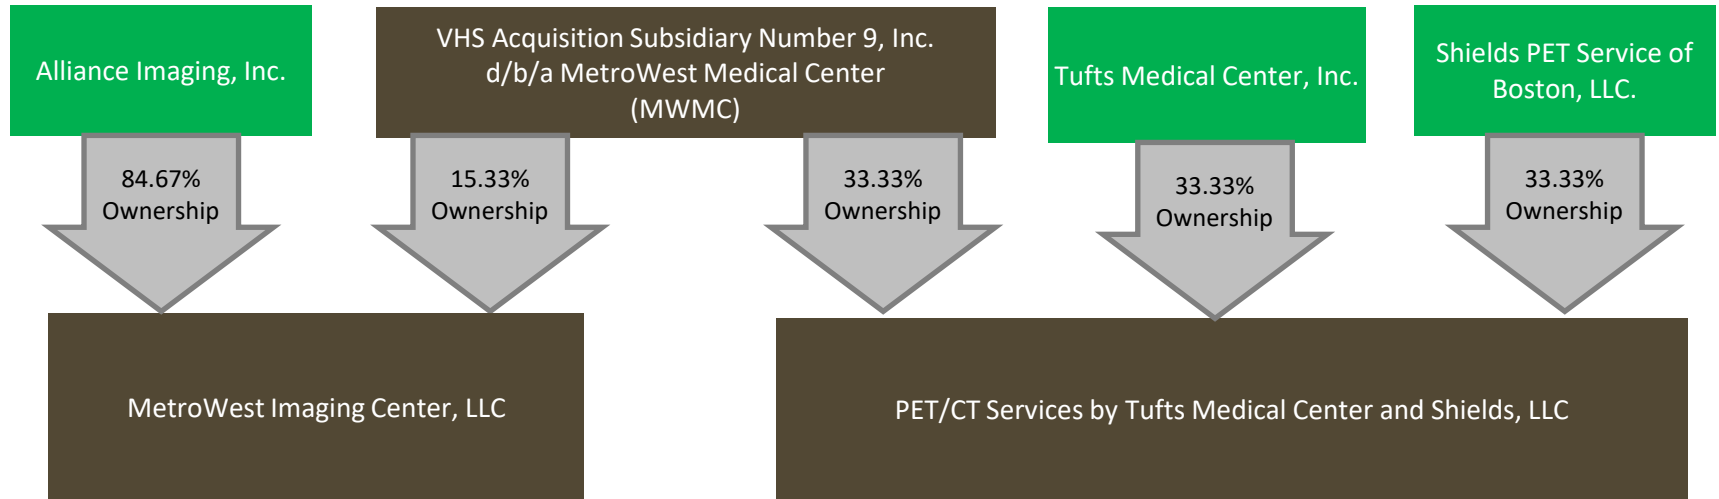 Alliance Imaging, Inc.
VHS Acquisition Subsidiary Number 9, Inc.
d/b/a MetroWest Medical Center
(MWMC)
Tufts Medical Center, Inc.
Shields PET Service of
Boston, LLC.
84.67%
Ownership
15.33%
Ownership
33.33%
Ownership
33.33%
Ownership
33.33%
Ownership
MetroWest Imaging Center, LLC
PET/CT Services by Tufts Medical Center and Shields, LLC